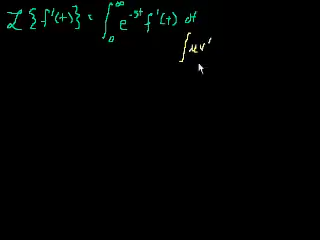 ℒ{f'(t)} = ∫₀^∞ e^{-st} f'(t) dt
∫uv'